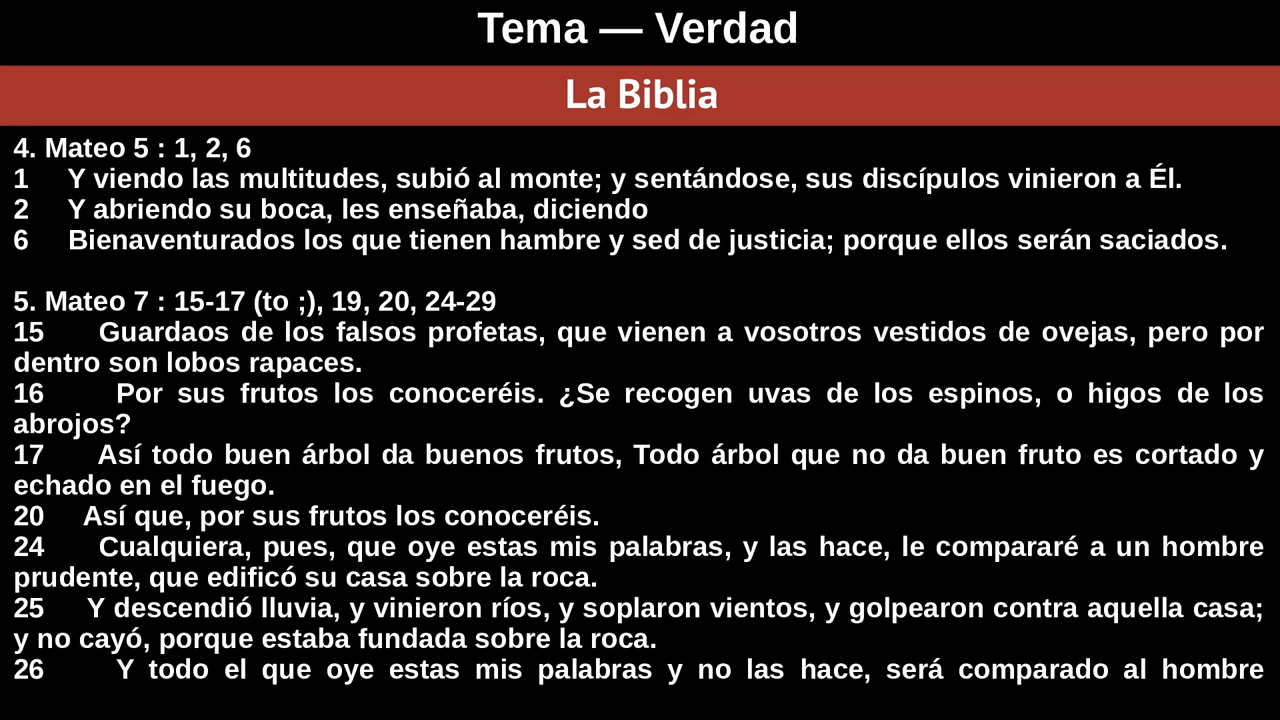 Tema — Verdad
La Biblia
4. Mateo 5 : 1, 2, 6
1 Y viendo las multitudes, subió al monte; y sentándose, sus discípulos vinieron a Él.
2 Y abriendo su boca, les enseñaba, diciendo
6 Bienaventurados los que tienen hambre y sed de justicia; porque ellos serán saciados.
5. Mateo 7 : 15-17 (to ;), 19, 20, 24-29
15 Guardaos de los falsos profetas, que vienen a vosotros vestidos de ovejas, pero por
dentro son lobos rapaces.
16 Por sus frutos los conoceréis. ¿Se recogen uvas de los espinos, o higos de los
abrojos?
17 Así todo buen árbol da buenos frutos, Todo árbol que no da buen fruto es cortado y
echado en el fuego.
20 Así que, por sus frutos los conoceréis.
24 Cualquiera, pues, que oye estas mis palabras, y las hace, le compararé a un hombre
prudente, que edificó su casa sobre la roca.
25 Y descendió lluvia, y vinieron ríos, y soplaron vientos, y golpearon contra aquella casa;
y no cayó, porque estaba fundada sobre la roca.
26 Y todo el que oye estas mis palabras y no las hace, será comparado al hombre